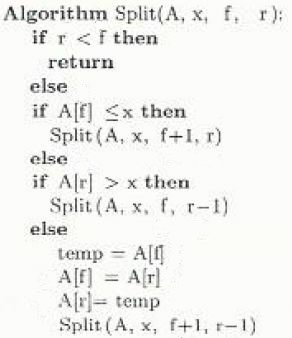 Algorithm Split(A, x, f, r):
if r < f then
return
else
if A[f] ≤x then
Split(A, x, f+1, r)
else
if A[r] > x then
Split(A, x, f, r−1)
else
temp = A[f]
A[f] = A[r]
A[r]= temp
Split(A, x, f+1, r−1)